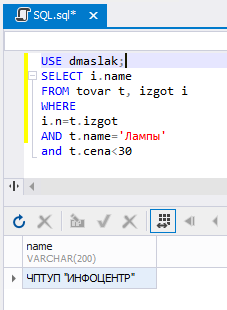 SQL.sql*
USE dmaslak;
SELECT i.name
FROM tovar t, izgot i
WHERE
i.n=t.izgot
AND t.name='Лампы'
and t.cena<30
name
VARCHAR(200)
ЧПТУП "ИНФОЦЕНТР"